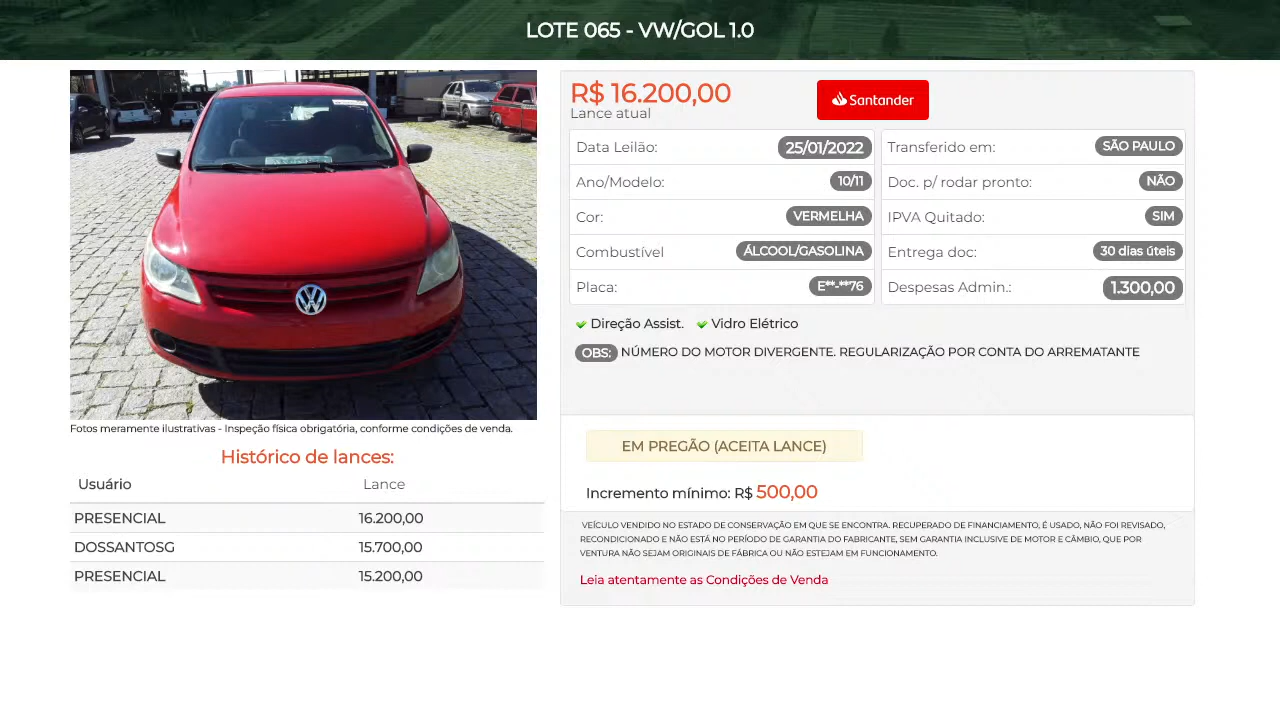 LOTE 065 - VW/GOL 1.0
Fotos meramente ilustrativas - Inspeção física obrigatória, conforme condições de venda.
Histórico de lances:
Usuário Lance
PRESENCIAL 16.200,00
DOSSANTOSG 15.700,00
PRESENCIAL 15.200,00
R$ 16.200,00
Lance atual
Santander
Data Leilão: 25/01/2022
Ano/Modelo: 10/11
Cor: VERMELHA
Combustível ÁLCOOL/GASOLINA
Placa: E**-**76
Transferido em: SÃO PAULO
Doc. p/ rodar pronto: NÃO
IPVA Quitado: SIM
Entrega doc: 30 dias úteis
Despesas Admin.: 1.300,00
Direção Assist. Vidro Elétrico
OBS: NÚMERO DO MOTOR DIVERGENTE. REGULARIZAÇÃO POR CONTA DO ARREMATANTE
EM PREGÃO (ACEITA LANCE)
Incremento mínimo: R$ 500,00
VEÍCULO VENDIDO NO ESTADO DE CONSERVAÇÃO EM QUE SE ENCONTRA. RECUPERADO DE FINANCIAMENTO, É USADO, NÃO FOI REVISADO,
RECONDICIONADO E NÃO ESTÁ NO PERÍODO DE GARANTIA DO FABRICANTE, SEM GARANTIA INCLUSIVE DE MOTOR E CÂMBIO, QUE POR
VENTURA NÃO SEJAM ORIGINAIS DE FÁBRICA OU NÃO ESTEJAM EM FUNCIONAMENTO.
Leia atentamente as Condições de Venda